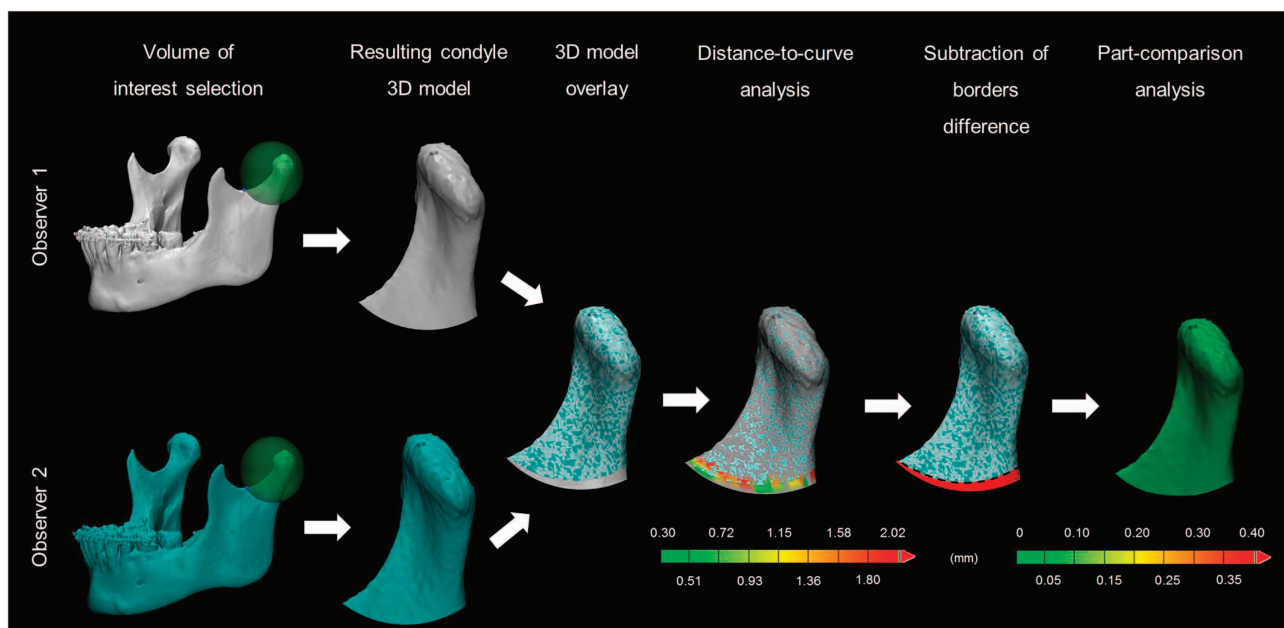 Volume of
interest selection
Resulting condyle
3D model
3D model
overlay
Distance-to-curve
analysis
Subtraction of
borders
difference
Part-comparison
analysis
Observer 1
Observer 2
0.30 0.72 1.15 1.58 2.02
0.51 0.93 1.36 1.80
(mm)
0 0.10 0.20 0.30 0.40
0.05 0.15 0.25 0.35